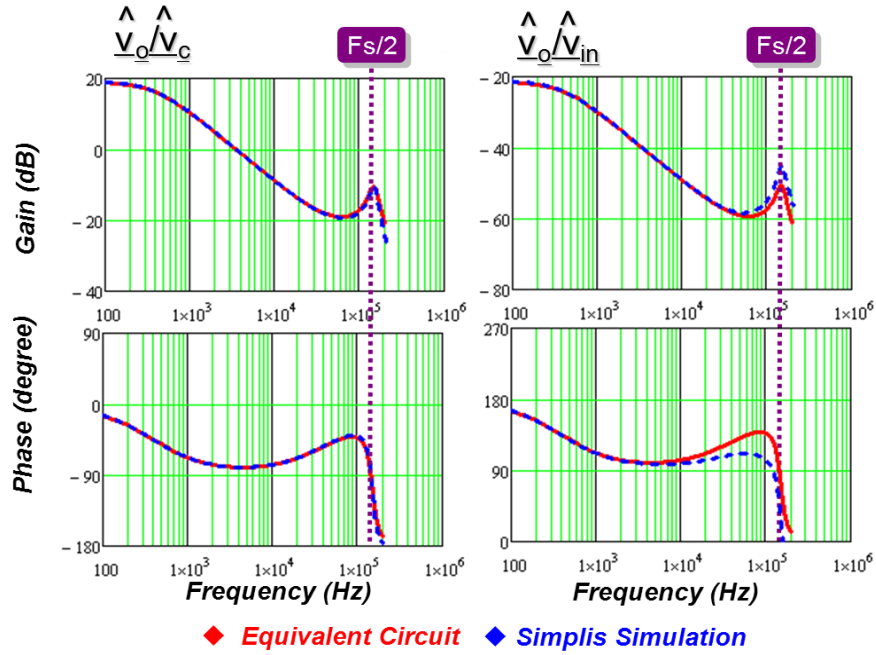 v̂o/v̂c
Fs/2
v̂o/v̂in
Fs/2
Gain (dB)
20
0
−20
−40
100 1×10³ 1×10⁴ 1×10⁵ 1×10⁶
−20
−40
−60
−80
100 1×10³ 1×10⁴ 1×10⁵ 1×10⁶
Phase (degree)
90
0
−90
−180
100 1×10³ 1×10⁴ 1×10⁵ 1×10⁶
270
180
90
0
100 1×10³ 1×10⁴ 1×10⁵ 1×10⁶
Frequency (Hz)
Frequency (Hz)
Equivalent Circuit
Simplis Simulation